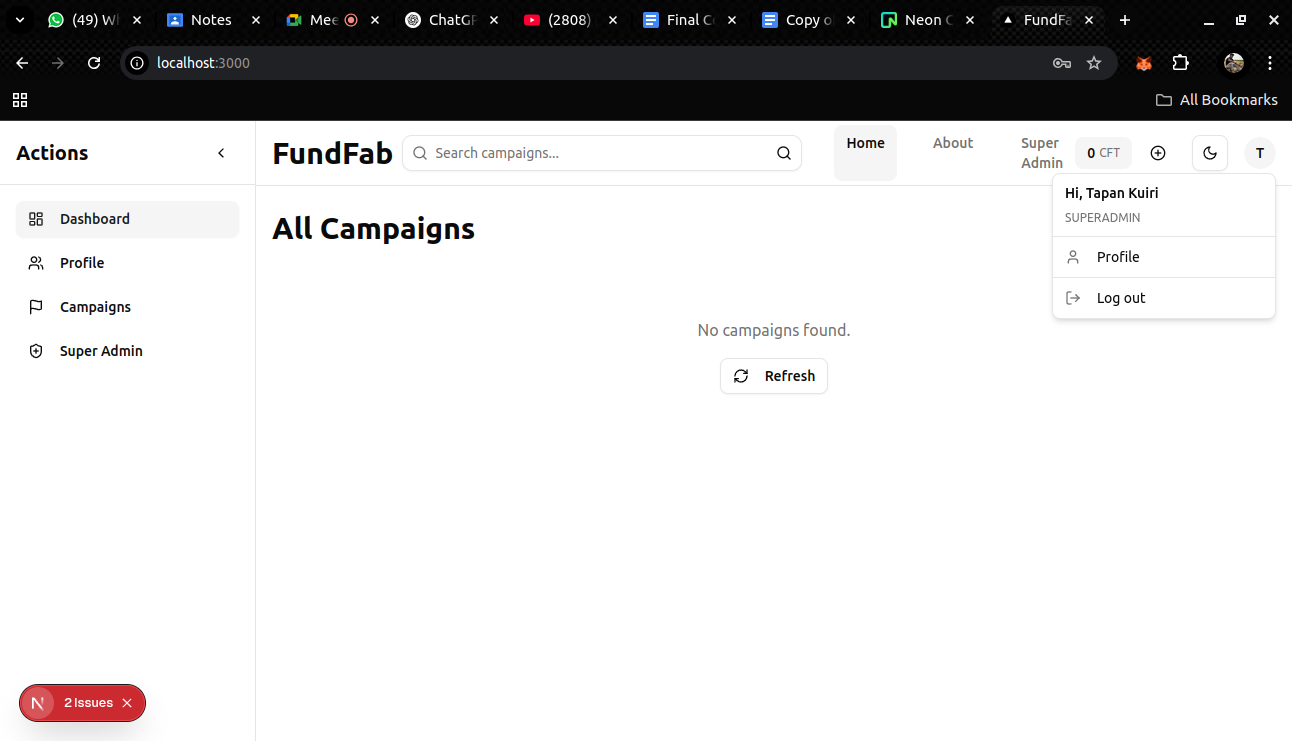 (49) Wh
Notes
Mee
ChatGP
(2808)
Final C
Copy o
Neon C
FundFa
localhost:3000
All Bookmarks
Actions
FundFab
Search campaigns...
Home
About
Super
Admin
0 CFT
T
Hi, Tapan Kuiri
SUPERADMIN
Profile
Log out
Dashboard
Profile
Campaigns
Super Admin
All Campaigns
No campaigns found.
Refresh
N
2 Issues